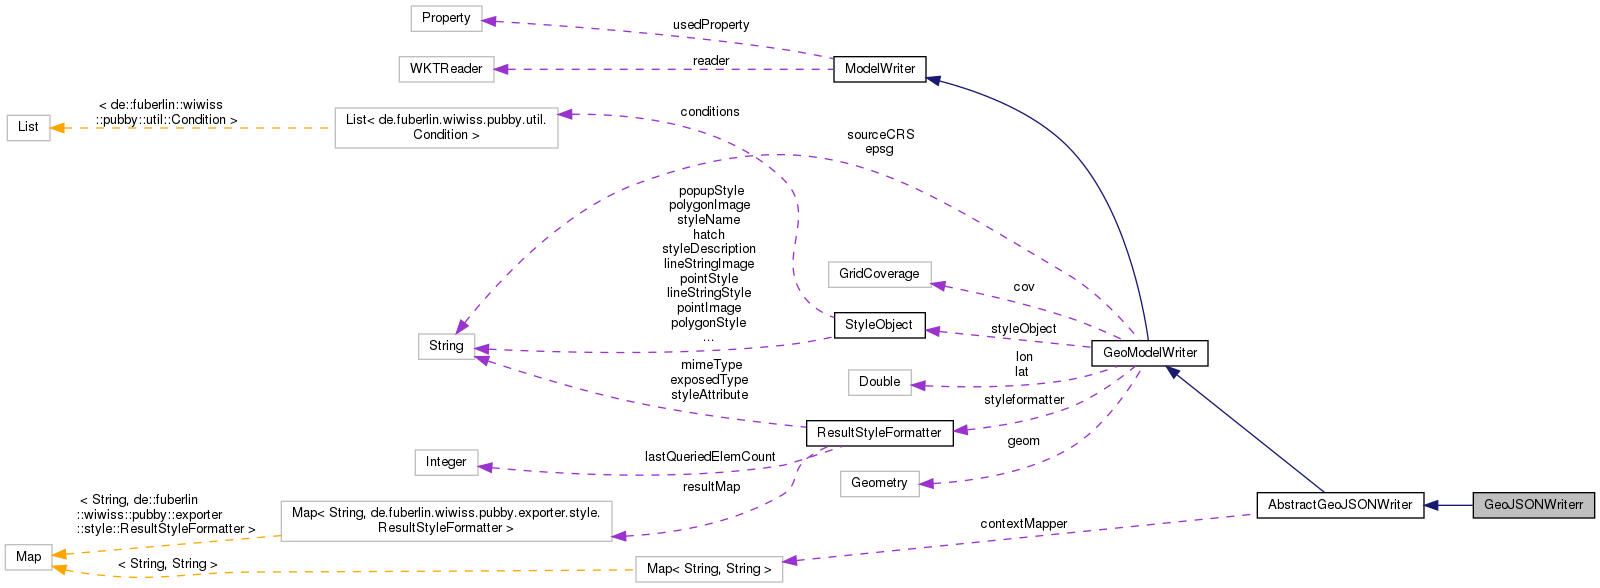 Property
usedProperty
WKTReader
reader
ModelWriter
< de::fuberlin::wiwiss
::pubby::util::Condition >
List
List< de.fuberlin.wiwiss.pubby.util.
Condition >
conditions
sourceCRS
epsg
popupStyle
polygonImage
styleName
hatch
styleDescription
lineStringImage
pointStyle
lineStringStyle
pointImage
polygonStyle
...
GridCoverage
cov
StyleObject
styleObject
String
GeoModelWriter
lon
lat
Double
mimeType
exposedType
styleAttribute
styleformatter
ResultStyleFormatter
geom
Integer
lastQueriedElemCount
Geometry
resultMap
< String, de::fuberlin
::wiwiss::pubby::exporter
::style::ResultStyleFormatter >
Map< String, de.fuberlin.wiwiss.pubby.exporter.style.
ResultStyleFormatter >
AbstractGeoJSONWriter
GeoJSONWriterr
contextMapper
Map
< String, String >
Map< String, String >